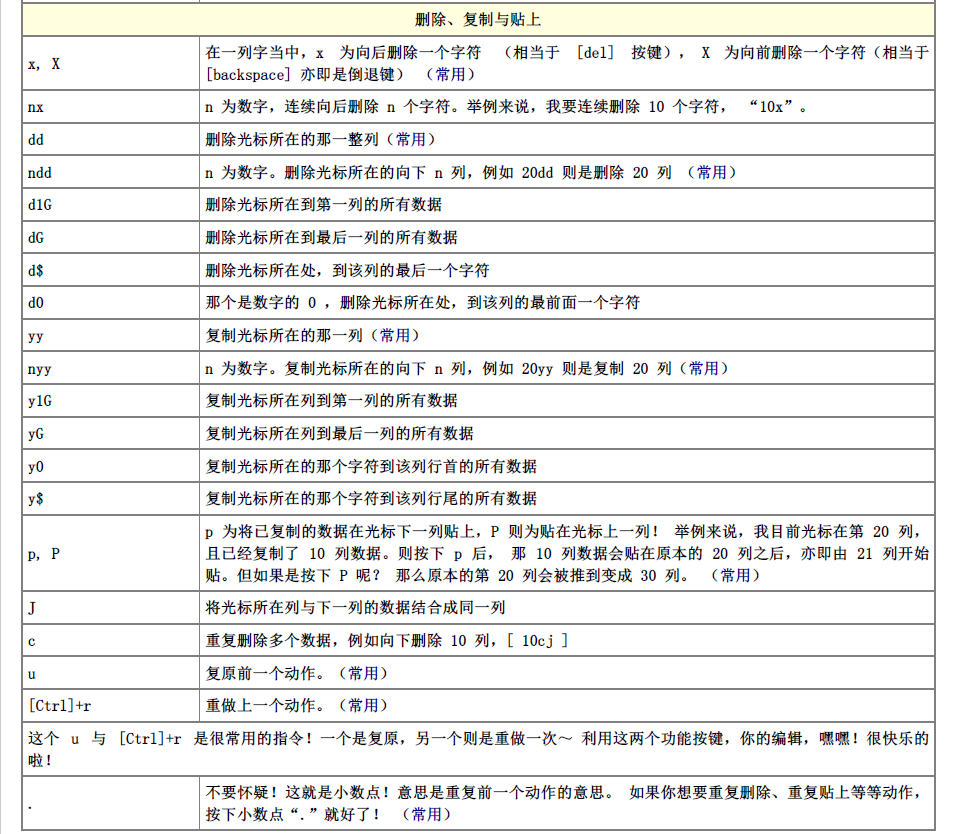 删除、复制与贴上
x, X
在一列字当中，x 为向后删除一个字符 （相当于 [del] 按键）， X 为向前删除一个字符（相当于
[backspace] 亦即是倒退键） （常用）
nx
n 为数字，连续向后删除 n 个字符。举例来说，我要连续删除 10 个字符， “10x”。
dd
删除光标所在的那一整列（常用）
ndd
n 为数字。删除光标所在的向下 n 列，例如 20dd 则是删除 20 列 （常用）
d1G
删除光标所在到第一列的所有数据
dG
删除光标所在到最后一列的所有数据
d$
删除光标所在处，到该列的最后一个字符
d0
那个是数字的 0 ，删除光标所在处，到该列的最前面一个字符
yy
复制光标所在的那一列（常用）
nyy
n 为数字。复制光标所在的向下 n 列，例如 20yy 则是复制 20 列（常用）
y1G
复制光标所在列到第一列的所有数据
yG
复制光标所在列到最后一列的所有数据
y0
复制光标所在的那个字符到该列行首的所有数据
y$
复制光标所在的那个字符到该列行尾的所有数据
p, P
p 为将已复制的数据在光标下一列贴上，P 则为贴在光标上一列！ 举例来说，我目前光标在第 20 列，
且已经复制了 10 列数据。则按下 p 后， 那 10 列数据会贴在原本的 20 列之后，亦即由 21 列开始
贴。但如果是按下 P 呢？ 那么原本的第 20 列会被推到变成 30 列。 （常用）
J
将光标所在列与下一列的数据结合成同一列
c
重复删除多个数据，例如向下删除 10 列，[ 10cj ]
u
复原前一个动作。（常用）
[Ctrl]+r
重做上一个动作。（常用）
这个 u 与 [Ctrl]+r 是很常用的指令！一个是复原，另一个则是重做一次～ 利用这两个功能按键，你的编辑，嘿嘿！很快乐的
啦！
.
不要怀疑！这就是小数点！意思是重复前一个动作的意思。 如果你想要重复删除、重复贴上等等动作，
按下小数点“.”就好了！ （常用）